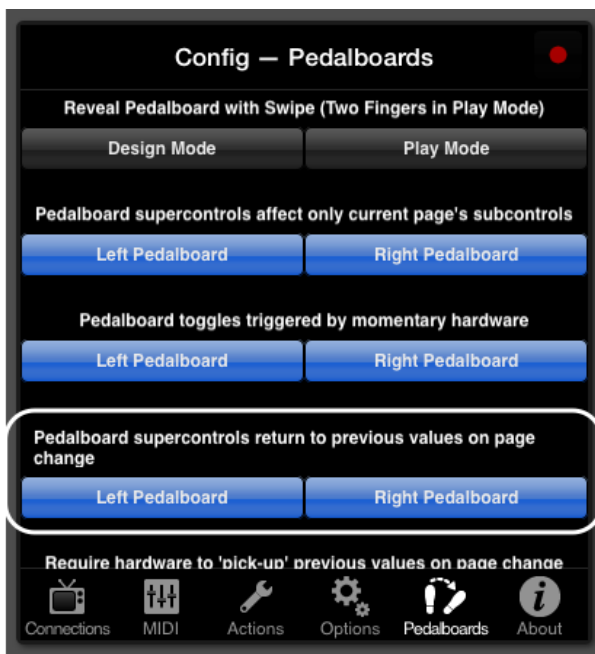 Config — Pedalboards
Reveal Pedalboard with Swipe (Two Fingers in Play Mode)
Design Mode
Play Mode
Pedalboard supercontrols affect only current page's subcontrols
Left Pedalboard
Right Pedalboard
Pedalboard toggles triggered by momentary hardware
Left Pedalboard
Right Pedalboard
Pedalboard supercontrols return to previous values on page
change
Left Pedalboard
Right Pedalboard
Require hardware to 'pick-up' previous values on page change
Connections
MIDI
Actions
Options
Pedalboards
About